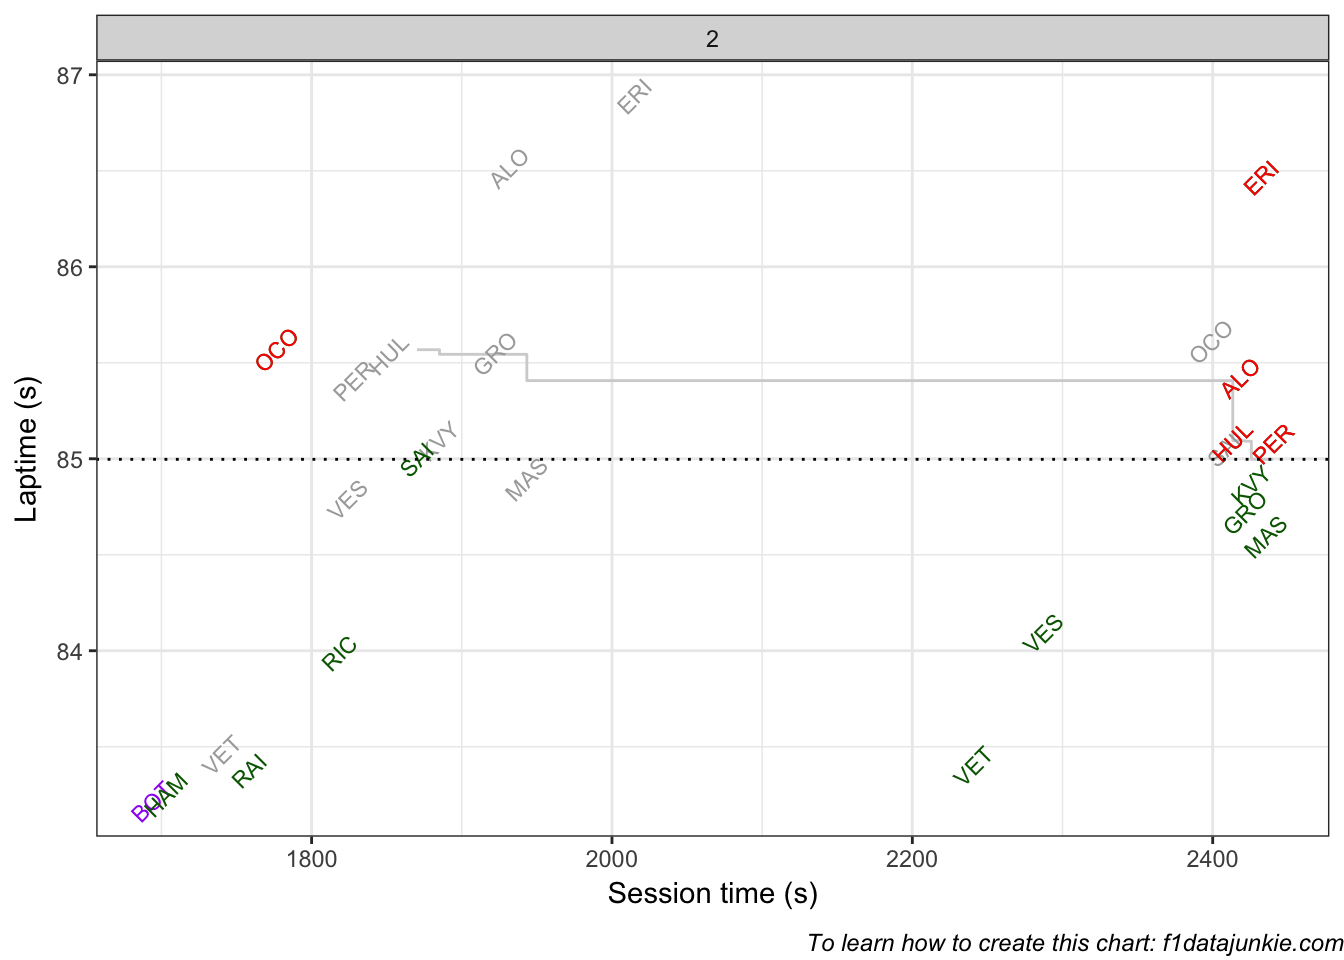 2
87
ERI
ALO
ERI
86
OCO
HUL
GRO
OCO
PER
ALO
KVY
SAI
HUL
PER
85
MAS
VES
KVY
GRO
MAS
VES
84
RIC
VET
RAI
VET
BOT
HAM
1800
2000
2200
2400
Laptime (s)
Session time (s)
To learn how to create this chart: f1datajunkie.com